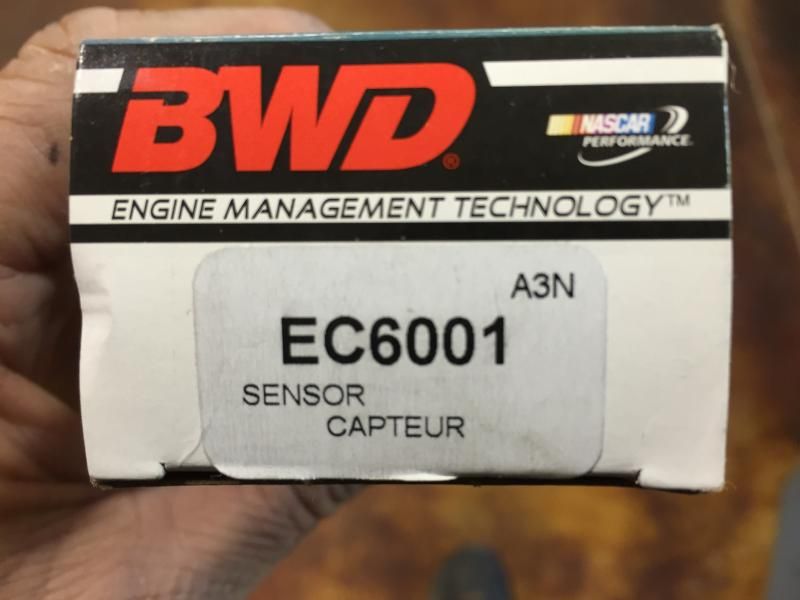 BWD®
NASCAR
PERFORMANCE
ENGINE MANAGEMENT TECHNOLOGY™
A3N
EC6001
SENSOR
CAPTEUR